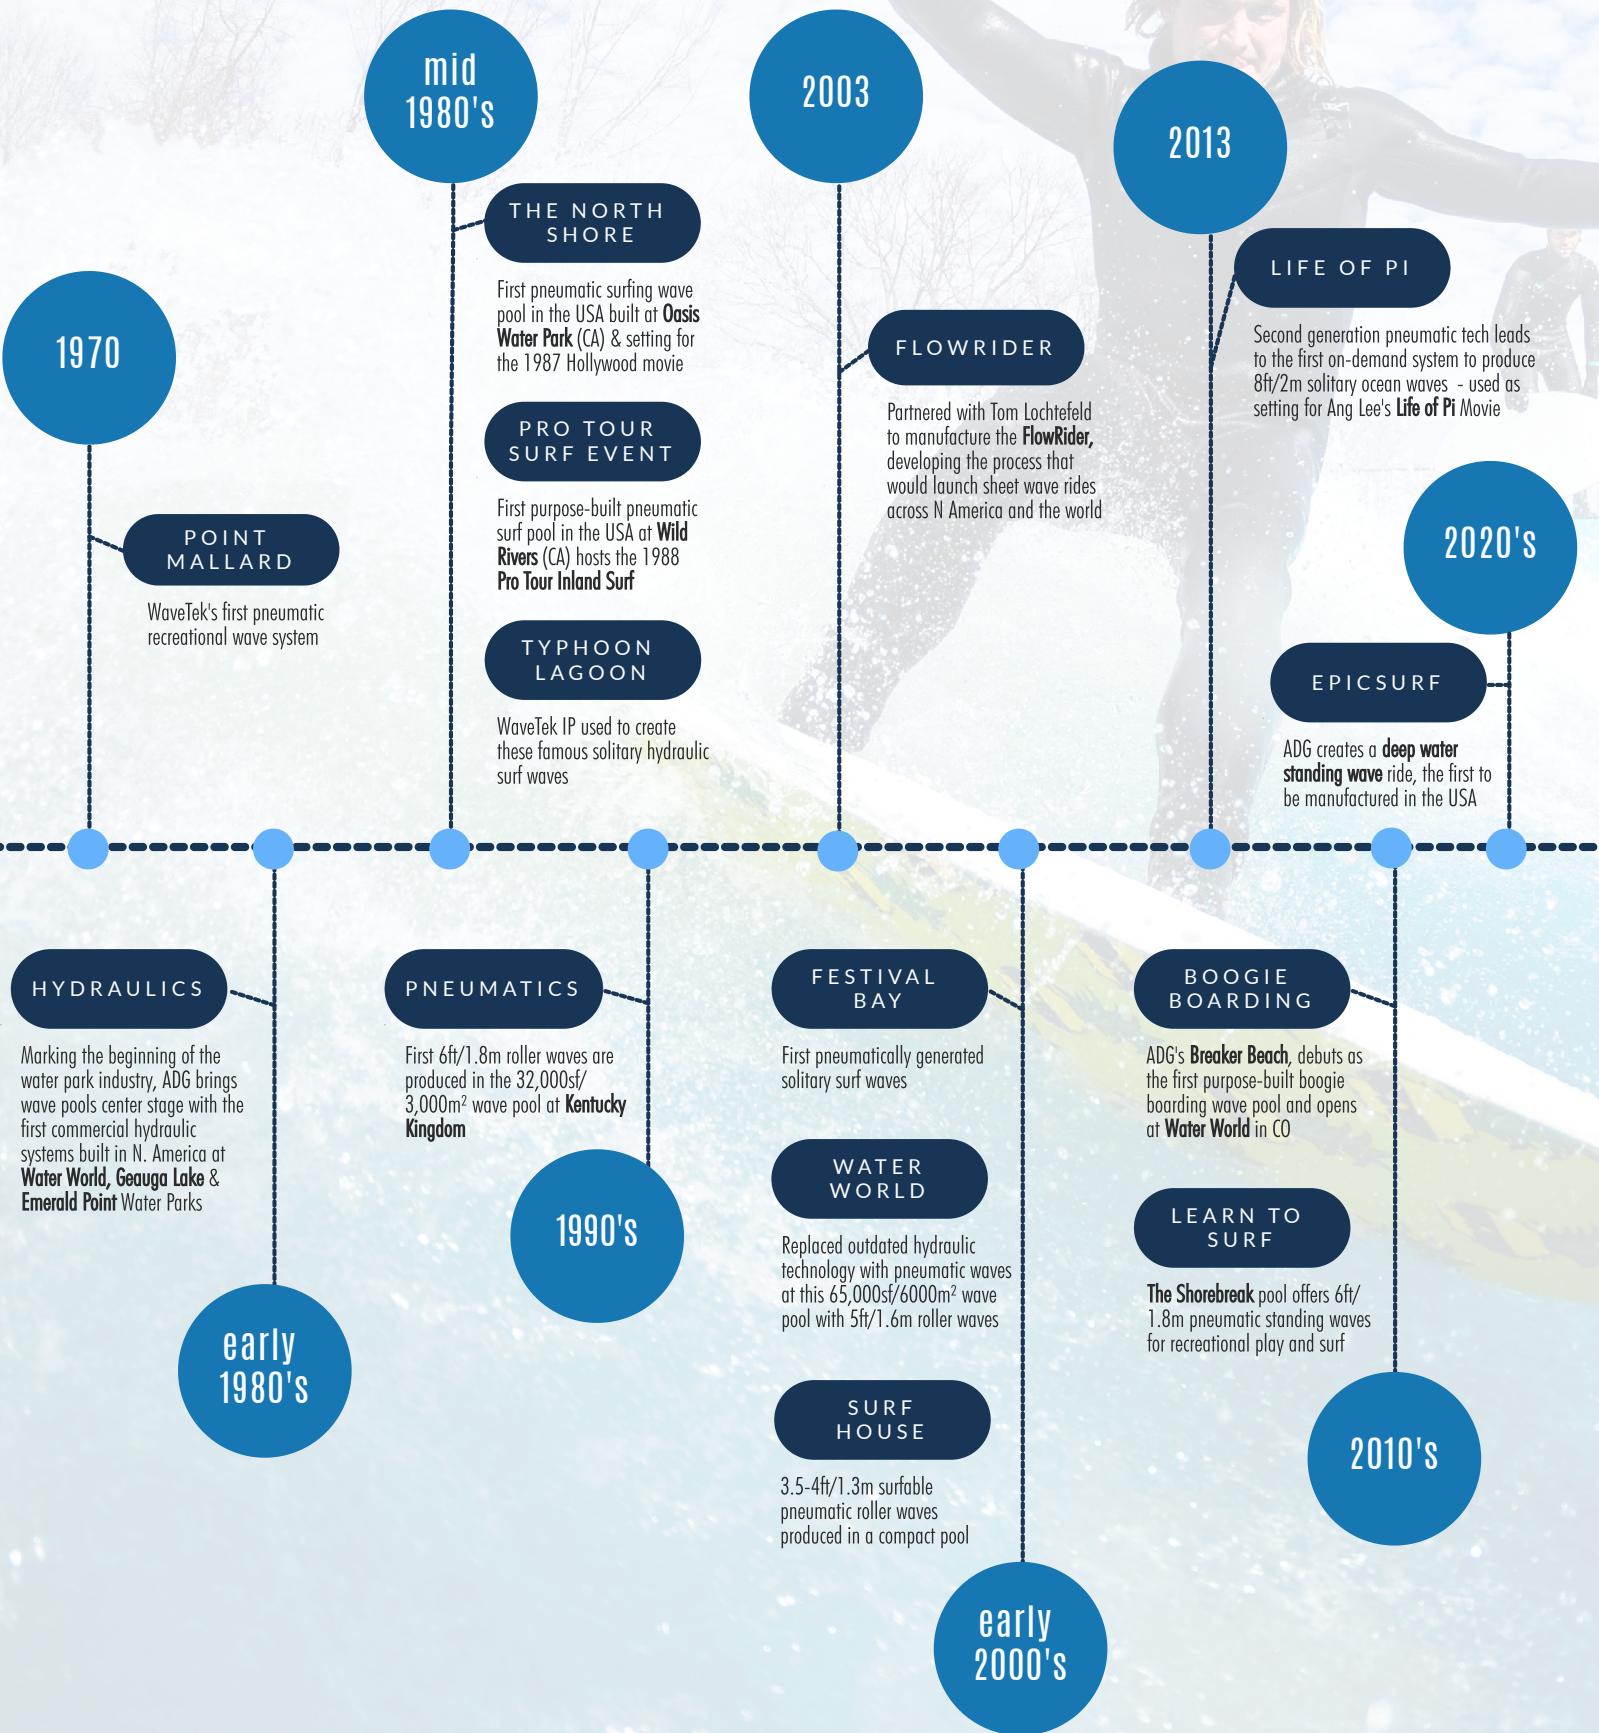 1970
POINT
MALLARD
WaveTek's first pneumatic
recreational wave system
early
1980's
HYDRAULICS
Marking the beginning of the
water park industry, ADG brings
wave pools center stage with the
first commercial hydraulic
systems built in N. America at
Water World, Geauga Lake &
Emerald Point Water Parks
mid
1980's
THE NORTH
SHORE
First pneumatic surfing wave
pool in the USA built at Oasis
Water Park (CA) & setting for
the 1987 Hollywood movie
PRO TOUR
SURF EVENT
First purpose-built pneumatic
surf pool in the USA at Wild
Rivers (CA) hosts the 1988
Pro Tour Inland Surf
TYPHOON
LAGOON
WaveTek IP used to create
these famous solitary hydraulic
surf waves
PNEUMATICS
First 6ft/1.8m roller waves are
produced in the 32,000sf/
3,000m² wave pool at Kentucky
Kingdom
1990's
2003
FLOWRIDER
Partnered with Tom Lochtefeld
to manufacture the FlowRider,
developing the process that
would launch sheet wave rides
across N America and the world
FESTIVAL
BAY
First pneumatically generated
solitary surf waves
WATER
WORLD
Replaced outdated hydraulic
technology with pneumatic waves
at this 65,000sf/6000m² wave
pool with 5ft/1.6m roller waves
SURF
HOUSE
3.5-4ft/1.3m surfable
pneumatic roller waves
produced in a compact pool
early
2000's
2013
LIFE OF PI
Second generation pneumatic tech leads
to the first on-demand system to produce
8ft/2m solitary ocean waves - used as
setting for Ang Lee's Life of Pi Movie
BOOGIE
BOARDING
ADG's Breaker Beach, debuts as
the first purpose-built boogie
boarding wave pool and opens
at Water World in CO
LEARN TO
SURF
The Shorebreak pool offers 6ft/
1.8m pneumatic standing waves
for recreational play and surf
2010's
2020's
EPICSURF
ADG creates a deep water
standing wave ride, the first to
be manufactured in the USA